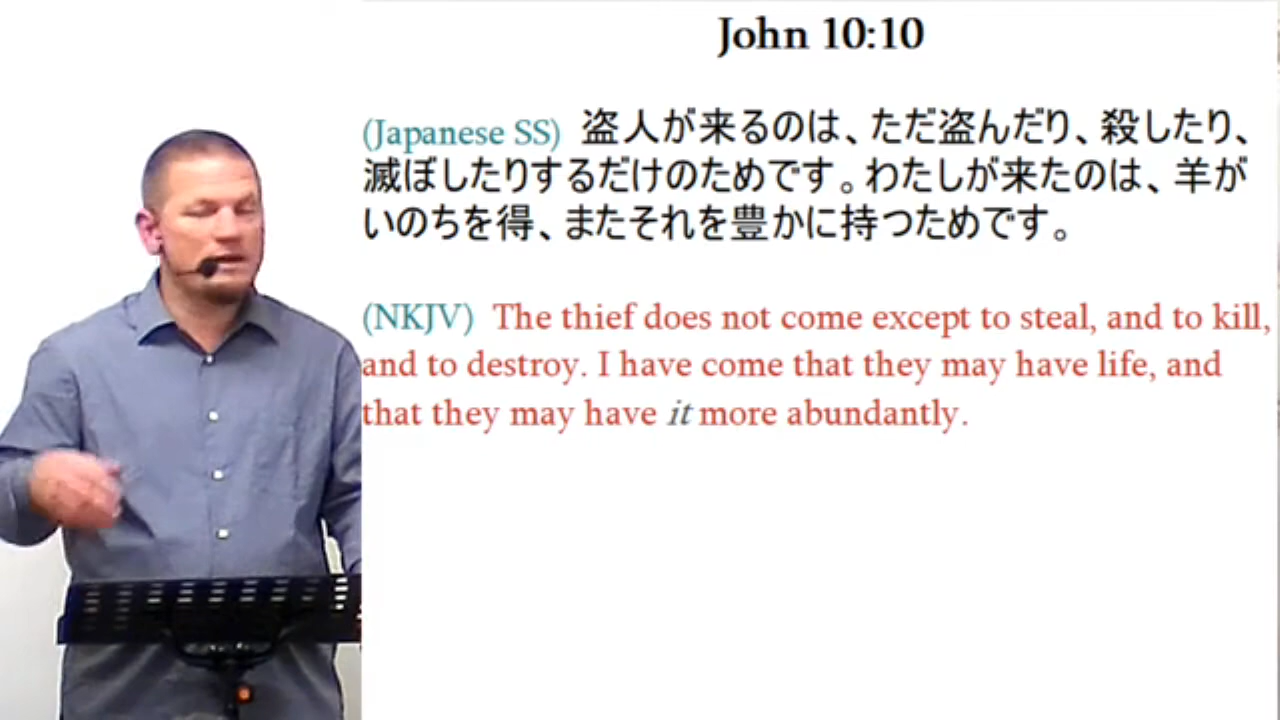 John 10:10
(Japanese SS) 盗人が来るのは、ただ盗んだり、殺したり、
滅ぼしたりするだけのためです。わたしが来たのは、羊が
いのちを得、またそれを豊かに持つためです。
(NKJV) The thief does not come except to steal, and to kill,
and to destroy. I have come that they may have life, and
that they may have it more abundantly.